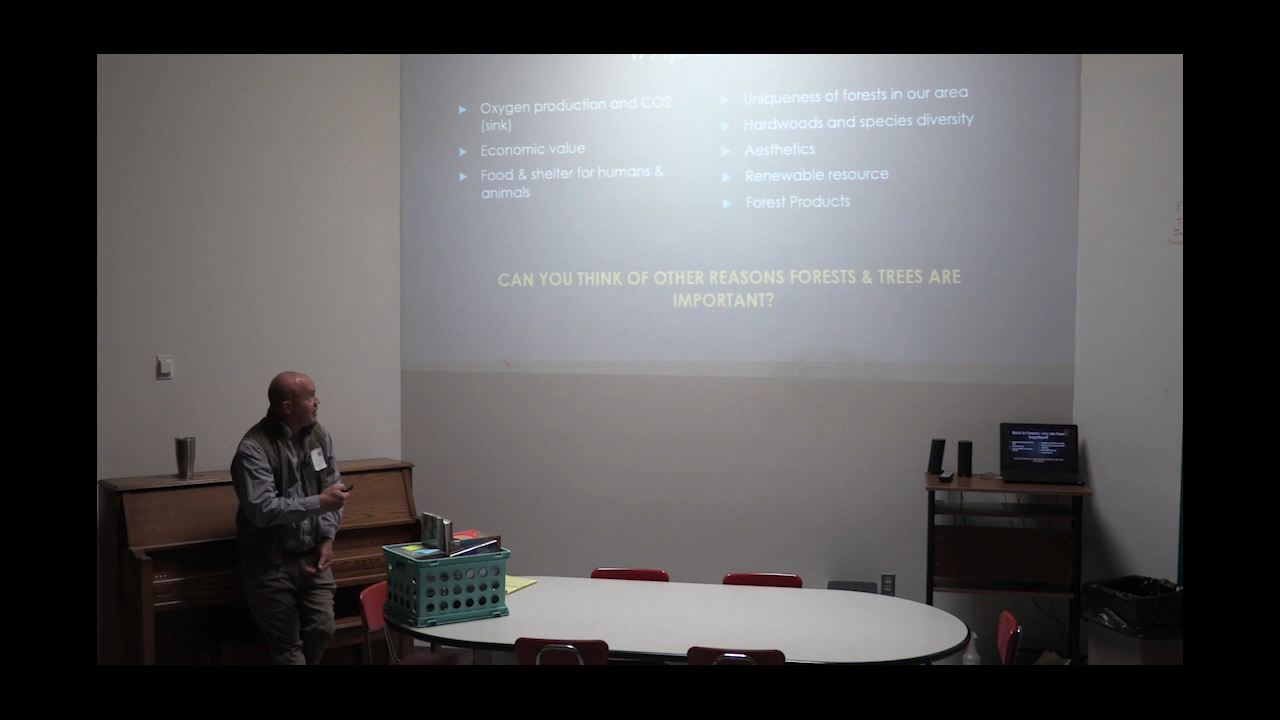 Oxygen production and CO2
(sink)
Economic value
Food & shelter for humans &
animals
Uniqueness of forests in our area
Hardwoods and species diversity
Aesthetics
Renewable resource
Forest Products
CAN YOU THINK OF OTHER REASONS FORESTS & TREES ARE
IMPORTANT?